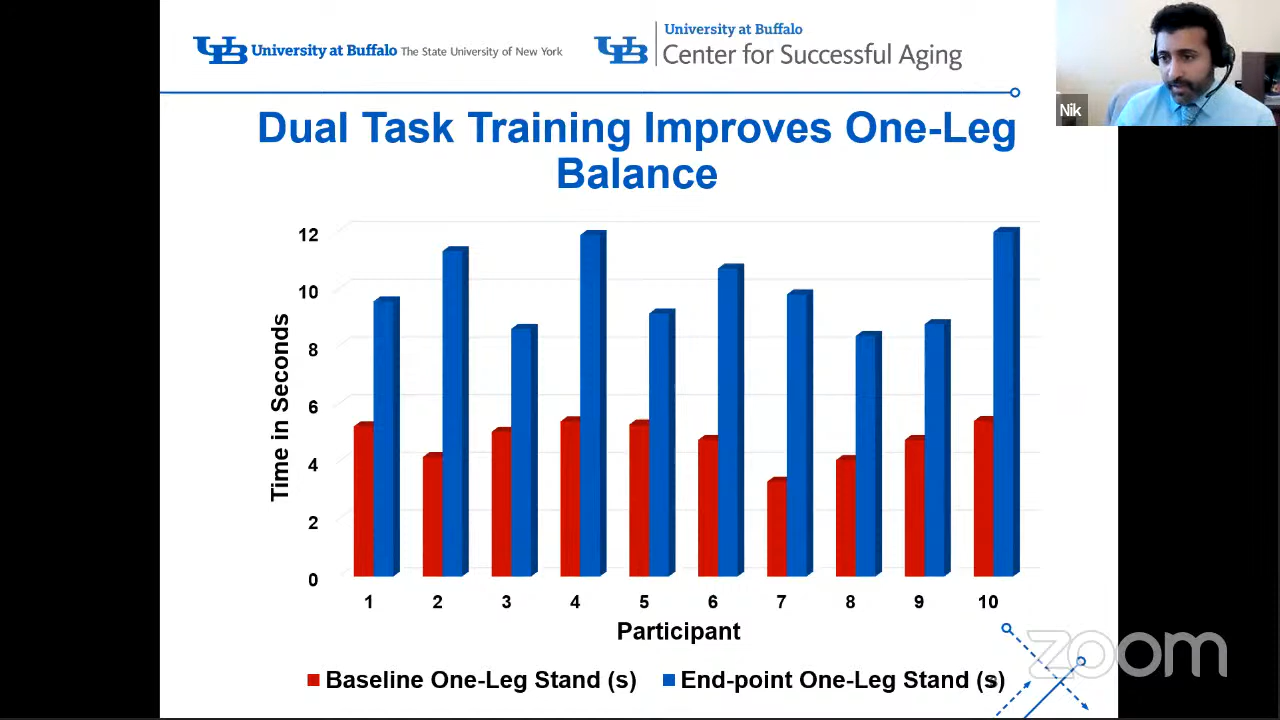 UB University at Buffalo The State University of New York
UB University at Buffalo
Center for Successful Aging
Nik
Dual Task Training Improves One-Leg
Balance
Time in Seconds
12
10
8
6
4
2
0
1 2 3 4 5 6 7 8 9 10
Participant
Baseline One-Leg Stand (s) End-point One-Leg Stand (s)
zoom